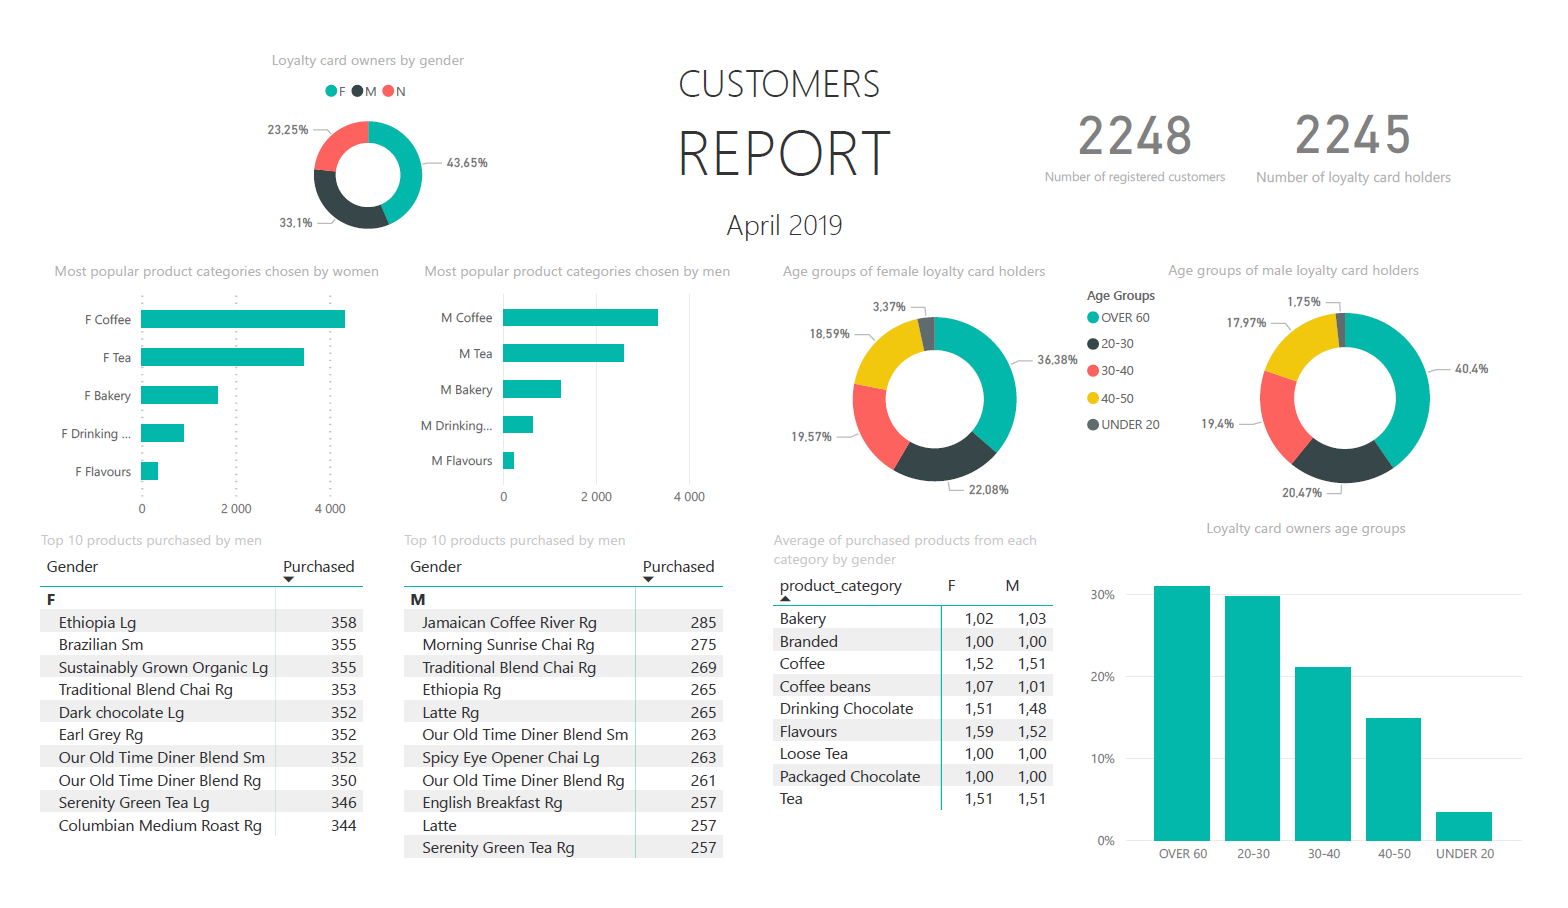 Loyalty card owners by gender
F M N
23,25%
43,65%
33,1%
CUSTOMERS
REPORT
April 2019
2248
Number of registered customers
2245
Number of loyalty card holders
Most popular product categories chosen by women
F Coffee
F Tea
F Bakery
F Drinking ...
F Flavours
0 2 000 4 000
Most popular product categories chosen by men
M Coffee
M Tea
M Bakery
M Drinking...
M Flavours
0 2 000 4 000
Age groups of female loyalty card holders
3,37%
18,59%
36,38%
19,57%
22,08%
Age Groups
OVER 60
20-30
30-40
40-50
UNDER 20
Age groups of male loyalty card holders
1,75%
17,97%
40,4%
19,4%
20,47%
Top 10 products purchased by men
Gender Purchased
F
Ethiopia Lg 358
Brazilian Sm 355
Sustainably Grown Organic Lg 355
Traditional Blend Chai Rg 353
Dark chocolate Lg 352
Earl Grey Rg 352
Our Old Time Diner Blend Sm 352
Our Old Time Diner Blend Rg 350
Serenity Green Tea Lg 346
Columbian Medium Roast Rg 344
Top 10 products purchased by men
Gender Purchased
M
Jamaican Coffee River Rg 285
Morning Sunrise Chai Rg 275
Traditional Blend Chai Rg 269
Ethiopia Rg 265
Latte Rg 265
Our Old Time Diner Blend Sm 263
Spicy Eye Opener Chai Lg 263
Our Old Time Diner Blend Rg 261
English Breakfast Rg 257
Latte 257
Serenity Green Tea Rg 257
Average of purchased products from each
category by gender
product_category F M
Bakery 1,02 1,03
Branded 1,00 1,00
Coffee 1,52 1,51
Coffee beans 1,07 1,01
Drinking Chocolate 1,51 1,48
Flavours 1,59 1,52
Loose Tea 1,00 1,00
Packaged Chocolate 1,00 1,00
Tea 1,51 1,51
Loyalty card owners age groups
30%
20%
10%
0%
OVER 60 20-30 30-40 40-50 UNDER 20